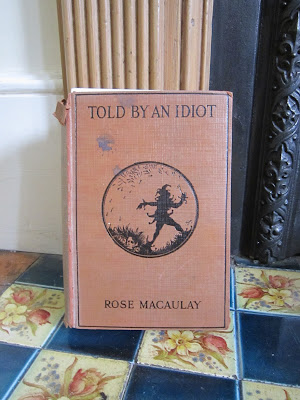 TOLD BY AN IDIOT
ROSE MACAULAY